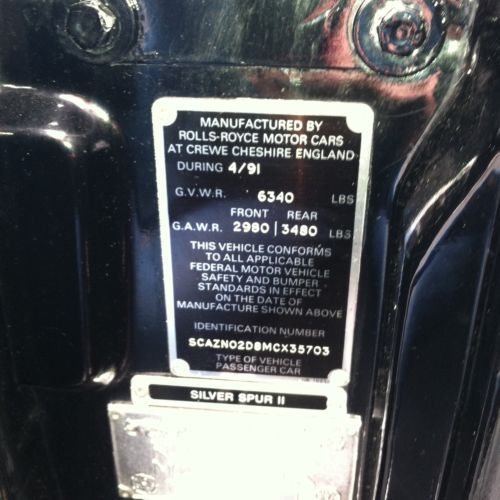 MANUFACTURED BY
ROLLS-ROYCE MOTOR CARS
AT CREWE CHESHIRE ENGLAND
DURING 4/91
G.V.W.R. 6340 LBS
FRONT REAR
G.A.W.R. 2980 | 3480 LBS
THIS VEHICLE CONFORMS
TO ALL APPLICABLE
FEDERAL MOTOR VEHICLE
SAFETY AND BUMPER
STANDARDS IN EFFECT
ON THE DATE OF
MANUFACTURE SHOWN ABOVE
IDENTIFICATION NUMBER
SCAZN02D8MCX35703
TYPE OF VEHICLE
PASSENGER CAR
SILVER SPUR II